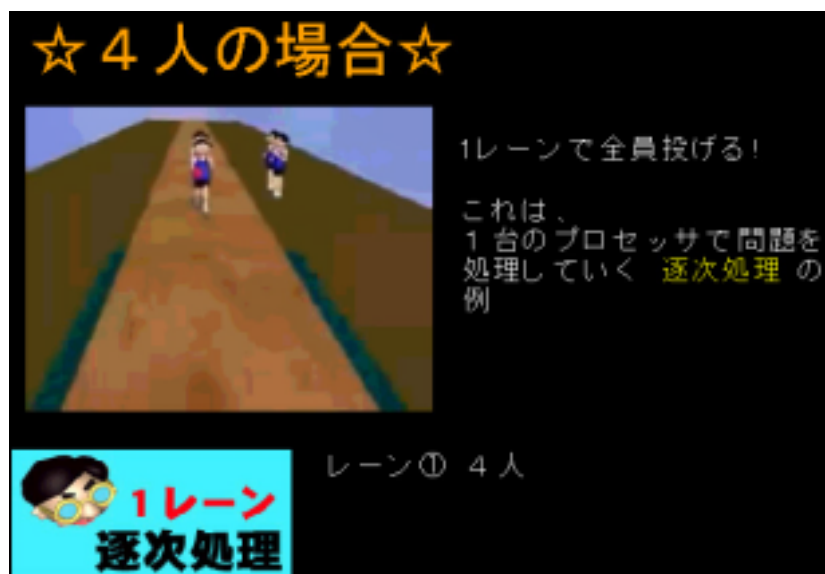 ☆４人の場合☆
1レーンで全員投げる!
これは、
１台のプロセッサで問題を
処理していく 逐次処理 の
例
レーン① ４人
１レーン
逐次処理